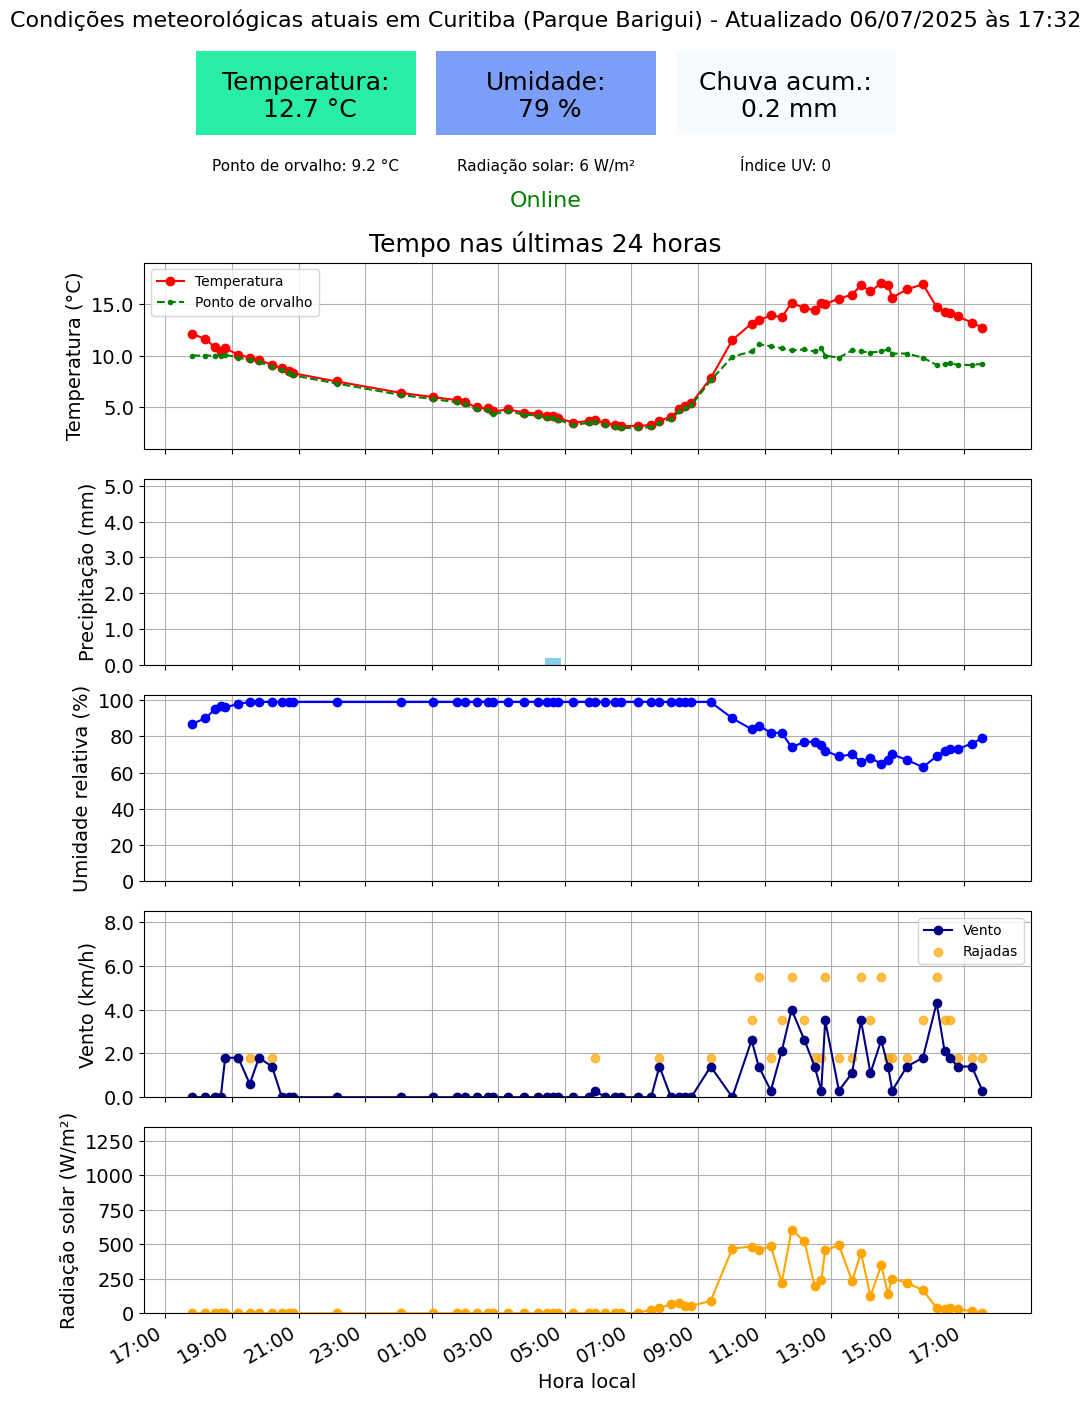 Condições meteorológicas atuais em Curitiba (Parque Barigui) - Atualizado 06/07/2025 às 17:32
Temperatura:
12.7 °C
Umidade:
79 %
Chuva acum.:
0.2 mm
Ponto de orvalho: 9.2 °C
Radiação solar: 6 W/m²
Índice UV: 0
Online
Tempo nas últimas 24 horas
Temperatura (°C)
15.0
10.0
5.0
Temperatura
Ponto de orvalho
Precipitação (mm)
5.0
4.0
3.0
2.0
1.0
0.0
Umidade relativa (%)
100
80
60
40
20
0
Vento (km/h)
8.0
6.0
4.0
2.0
0.0
Vento
Rajadas
Radiação solar (W/m²)
1250
1000
750
500
250
0
17:00
19:00
21:00
23:00
01:00
03:00
05:00
07:00
09:00
11:00
13:00
15:00
17:00
Hora local